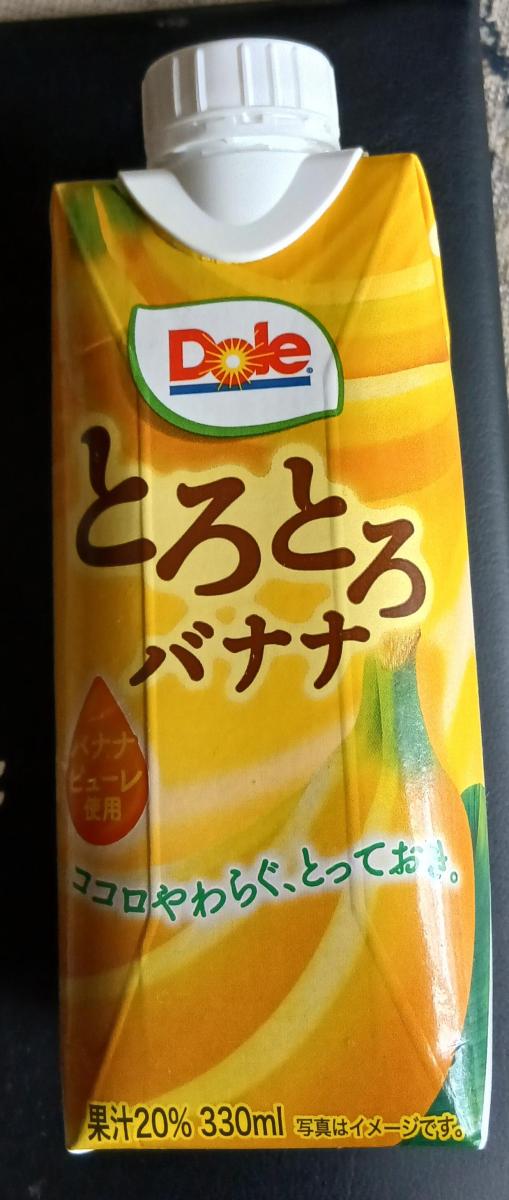 Dole
とろとろ
バナナ
バナナ
ピューレ
使用
ココロやわらぐ、とっておき。
果汁20% 330ml 写真はイメージです。